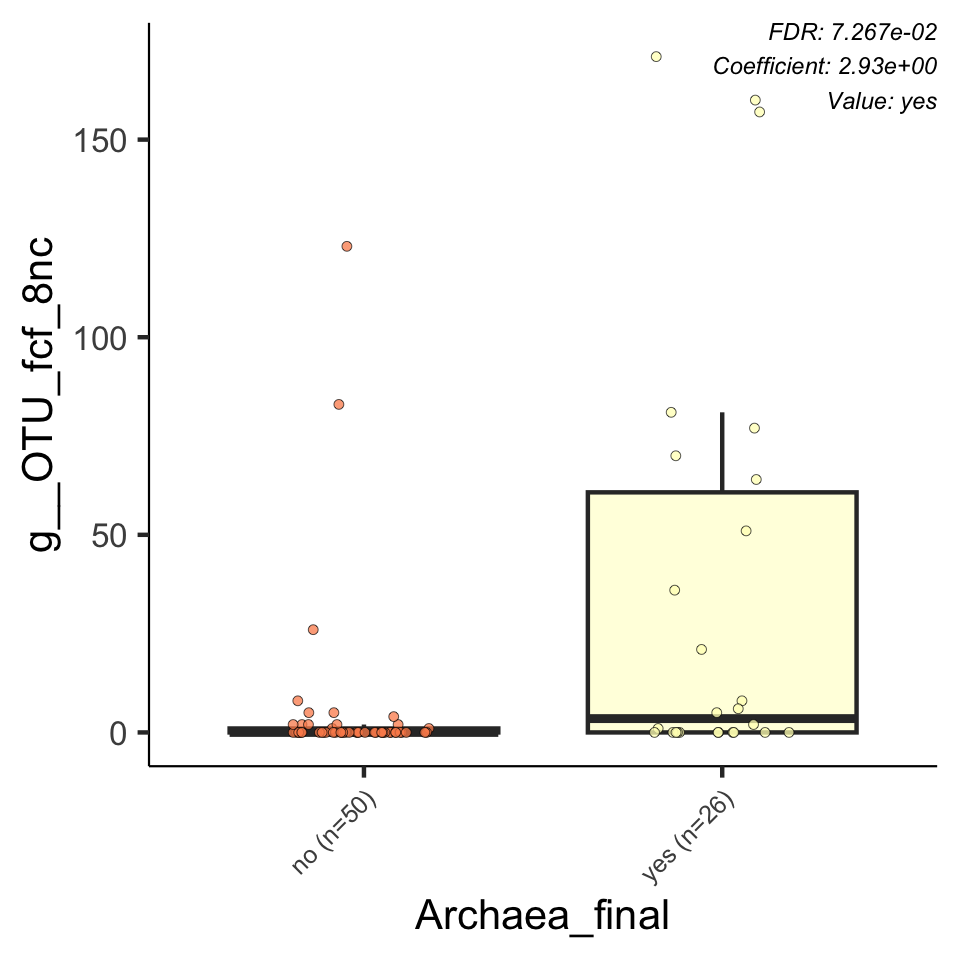 FDR: 7.267e-02
Coefficient: 2.93e+00
Value: yes
150
100
50
0
g__OTU_fcf_8nc
no (n=50)
yes (n=26)
Archaea_final